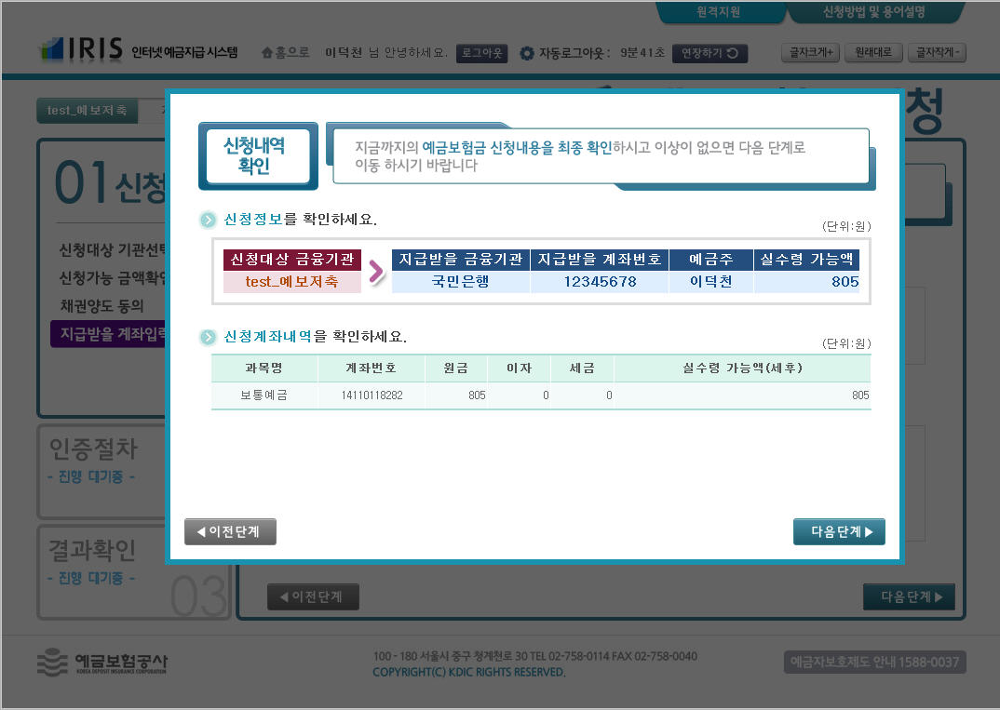 원격지원 신청방법 및 용어설명
IRIS 인터넷 예금지급 시스템 홈으로 이덕천 님 안녕하세요. 로그아웃 자동로그아웃 : 9분 41초 연장하기 글자크게+ 원래대로 글자작게-
test_예보저축
청
01 신청
신청대상 기관선택
신청가능 금액확인
채권양도 동의
지급받을 계좌입력
인증절차
- 진행 대기중 -
결과확인
- 진행 대기중 -
03
신청내역
확인
지금까지의 예금보험금 신청내용을 최종 확인하시고 이상이 없으면 다음 단계로
이동 하시기 바랍니다
신청정보를 확인하세요.
(단위:원)
신청대상 금융기관 지급받을 금융기관 지급받을 계좌번호 예금주 실수령 가능액
test_예보저축 국민은행 12345678 이덕천 805
신청계좌내역을 확인하세요.
(단위:원)
과목명 계좌번호 원금 이자 세금 실수령 가능액(세후)
보통예금 14110118282 805 0 0 805
◀이전단계 다음단계▶
◀이전단계 다음단계▶
예금보험공사
KOREA DEPOSIT INSURANCE CORPORATION
100 - 180 서울시 중구 청계천로 30 TEL 02-758-0114 FAX 02-758-0040
COPYRIGHT(C) KDIC RIGHTS RESERVED.
예금자보호제도 안내 1588-0037